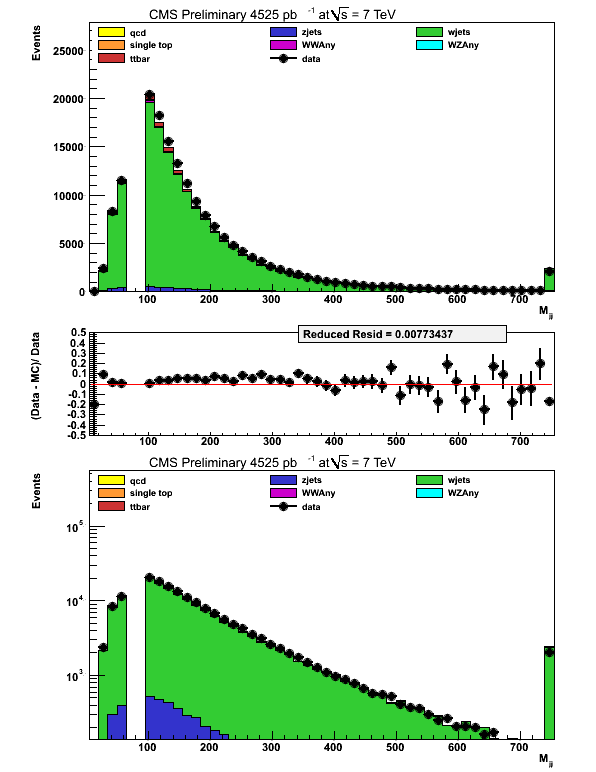 CMS Preliminary 4525 pb⁻¹ at √s = 7 TeV
Events
qcd zjets wjets
single top WWAny WZAny
ttbar data
25000
20000
15000
10000
5000
0
100 200 300 400 500 600 700
M_jj
(Data - MC)/ Data
Reduced Resid = 0.00773437
0.5
0.4
0.3
0.2
0.1
0
-0.1
-0.2
-0.3
-0.4
-0.5
100 200 300 400 500 600 700
CMS Preliminary 4525 pb⁻¹ at √s = 7 TeV
Events
qcd zjets wjets
single top WWAny WZAny
ttbar data
10⁵
10⁴
10³
100 200 300 400 500 600 700
M_jj